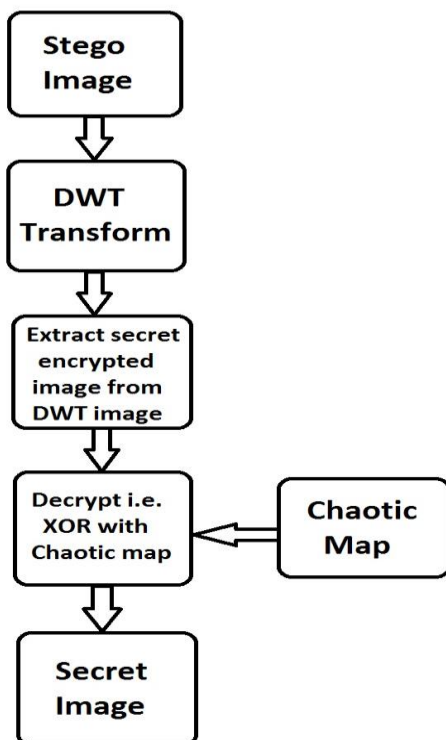 Stego
Image
DWT
Transform
Extract secret
encrypted
image from
DWT image
Decrypt i.e.
XOR with
Chaotic map
Chaotic
Map
Secret
Image